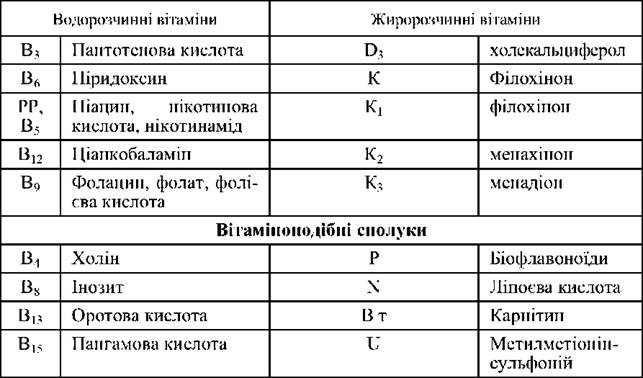 Водорозчинні вітаміни Жиророзчинні вітаміни
B₃ Пантотенова кислота D₃ холекальциферол
B₆ Піридоксин K Філохінон
PP, B₅ Ніацин, нікотинова кислота, нікотинамід K₁ філохінон
B₁₂ Ціанкобаламін K₂ менахінон
B₉ Фолацин, фолат, фолі-
єва кислота K₃ менадіон
Вітаміноподібні сполуки
B₄ Холін P Біофлавоноїди
B₈ Інозит N Ліпоєва кислота
B₁₃ Оротова кислота В т Карнітин
B₁₅ Пангамова кислота U Метилметіонін-
сульфоній